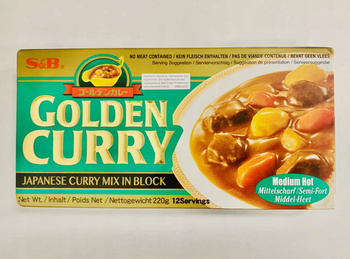 S&B
NO MEAT CONTAINED / KEIN FLEISCH ENTHALTEN / PAS DE VIANDE CONTENUE / BEVAT GEEN VLEES
Serving Suggestion / Serviervorschlag / Suggestion de présentation / Serveersuggestie
ゴールデンカレー
GOLDEN
CURRY
JAPANESE CURRY MIX IN BLOCK
Medium Hot
Mittelscharf/Semi-Fort
Middel-Heet
Net Wt. / Inhalt / Poids Net / Nettogewicht 220g 12Servings